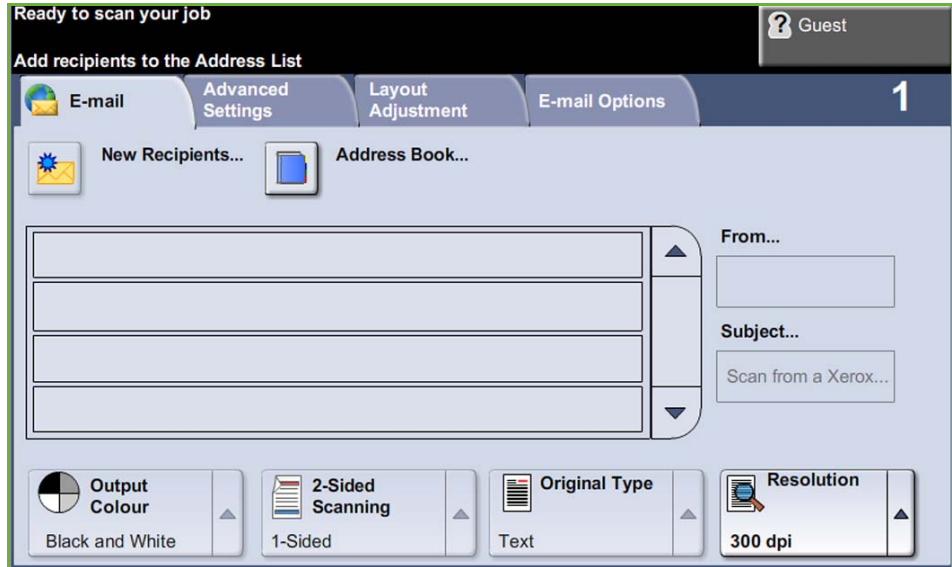 Ready to scan your job
Guest
Add recipients to the Address List
E-mail
Advanced
Settings
Layout
Adjustment
E-mail Options
1
New Recipients...
Address Book...
From...
Subject...
Scan from a Xerox...
Output
Colour
Black and White
2-Sided
Scanning
1-Sided
Original Type
Text
Resolution
300 dpi